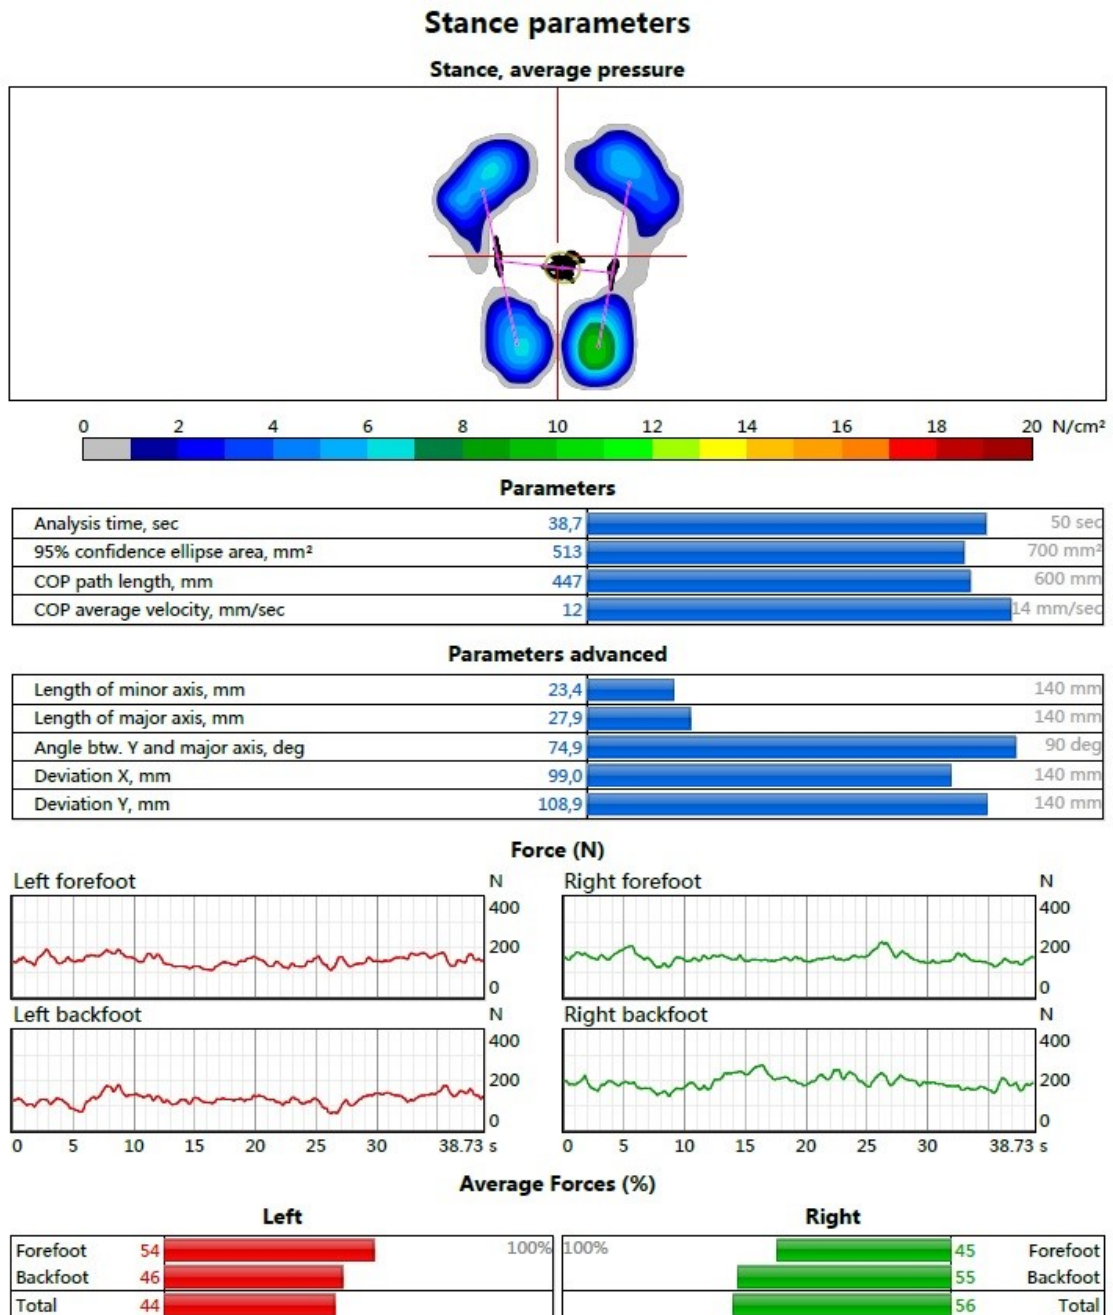 Stance parameters
Stance, average pressure
0 2 4 6 8 10 12 14 16 18 20 N/cm²
Parameters
Analysis time, sec 38,7 50 sec
95% confidence ellipse area, mm² 513 700 mm²
COP path length, mm 447 600 mm
COP average velocity, mm/sec 12 14 mm/sec
Parameters advanced
Length of minor axis, mm 23,4 140 mm
Length of major axis, mm 27,9 140 mm
Angle btw. Y and major axis, deg 74,9 90 deg
Deviation X, mm 99,0 140 mm
Deviation Y, mm 108,9 140 mm
Force (N)
Left forefoot N Right forefoot N
400 400
200 200
0 0
Left backfoot N Right backfoot N
400 400
200 200
0 0
0 5 10 15 20 25 30 38.73 s 0 5 10 15 20 25 30 38.73 s
Average Forces (%)
Left Right
Forefoot 54 100% 100% 45 Forefoot
Backfoot 46 55 Backfoot
Total 44 56 Total